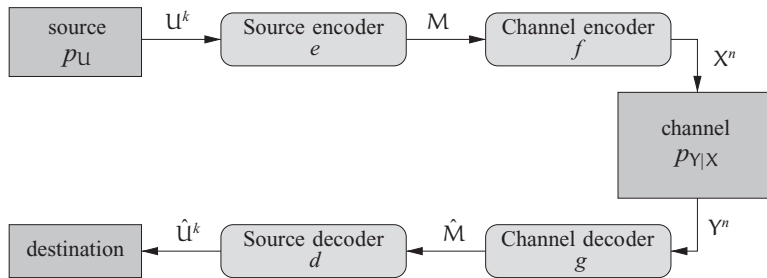 source
p_U
U^k
Source encoder
e
M
Channel encoder
f
X^n
channel
p_{Y|X}
Y^n
Channel decoder
g
M̂
Source decoder
d
Û^k
destination